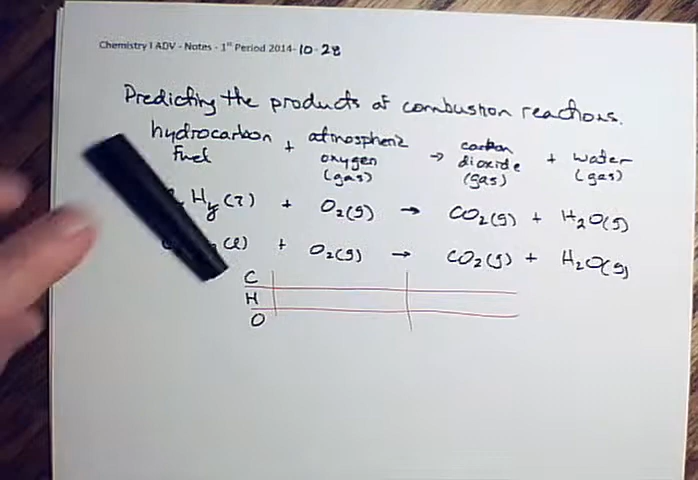 Chemistry I ADV - Notes - 1st Period 2014- 10-28
Predicting the products of combustion reactions.
hydrocarbon fuel + atmospheric oxygen (gas) → carbon dioxide (gas) + water (gas)
Hy(?) + O2(g) → CO2(g) + H2O(g)
(l) + O2(g) → CO2(g) + H2O(g)
C
H
O